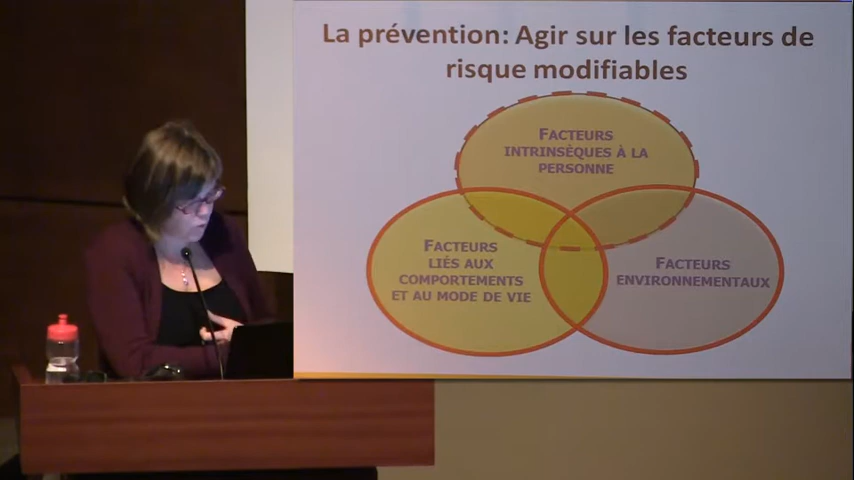 La prévention: Agir sur les facteurs de
risque modifiables
FACTEURS
INTRINSÈQUES À LA
PERSONNE
FACTEURS
LIÉS AUX
COMPORTEMENTS
ET AU MODE DE VIE
FACTEURS
ENVIRONNEMENTAUX